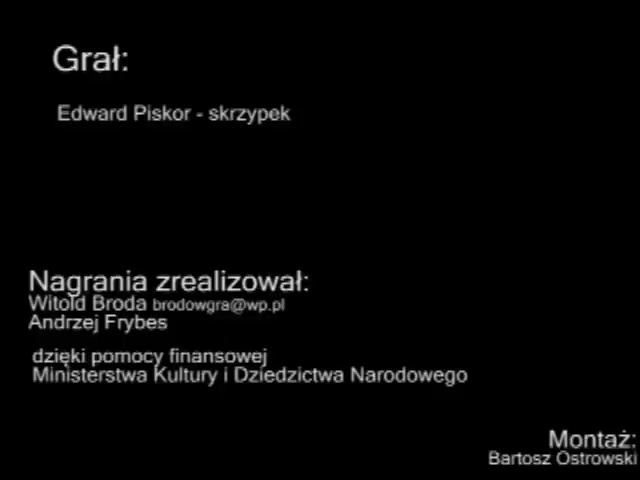 Grał:
Edward Piskor - skrzypek
Nagrania zrealizował:
Witold Broda brodowgra@wp.pl
Andrzej Frybes
dzięki pomocy finansowej
Ministerstwa Kultury i Dziedzictwa Narodowego
Montaż:
Bartosz Ostrowski